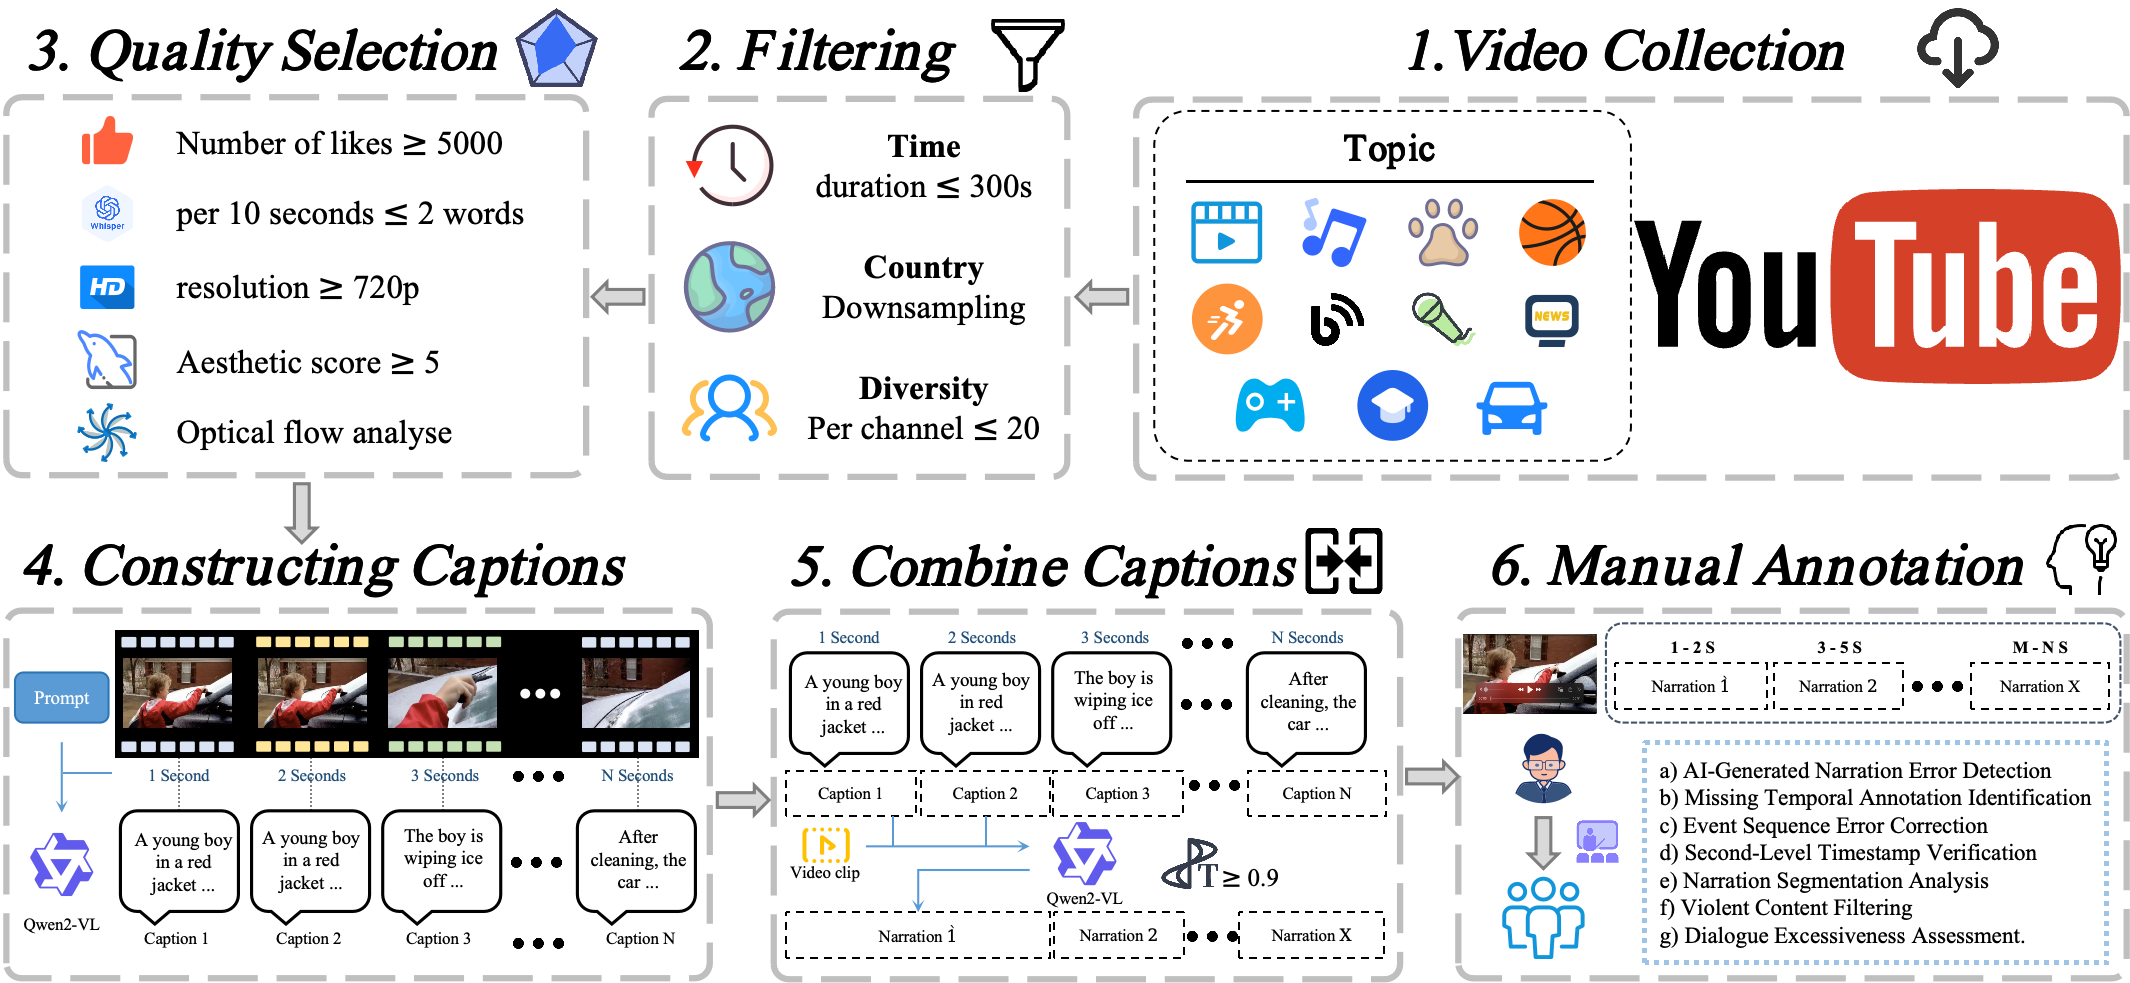 3. Quality Selection
Number of likes ≥ 5000
Whisper
per 10 seconds ≤ 2 words
HD
resolution ≥ 720p
Aesthetic score ≥ 5
Optical flow analyse
2. Filtering
Time
duration ≤ 300s
Country
Downsampling
Diversity
Per channel ≤ 20
1.Video Collection
Topic
NEWS
YouTube
4. Constructing Captions
Prompt
1 Second
2 Seconds
3 Seconds
N Seconds
A young boy
in a red
jacket ...
A young boy
in a red
jacket ...
The boy is
wiping ice
off ...
After
cleaning, the
car ...
Qwen2-VL
Caption 1
Caption 2
Caption 3
Caption N
5. Combine Captions
1 Second
2 Seconds
3 Seconds
N Seconds
A young boy
in a red
jacket ...
A young boy
in a red
jacket ...
The boy is
wiping ice
off ...
After
cleaning, the
car ...
Caption 1
Caption 2
Caption 3
Caption N
Video clip
Qwen2-VL
T ≥ 0.9
Narration 1
Narration 2
Narration X
6. Manual Annotation
1 - 2 S
3 - 5 S
M - N S
Narration 1
Narration 2
Narration X
a) AI-Generated Narration Error Detection
b) Missing Temporal Annotation Identification
c) Event Sequence Error Correction
d) Second-Level Timestamp Verification
e) Narration Segmentation Analysis
f) Violent Content Filtering
g) Dialogue Excessiveness Assessment.